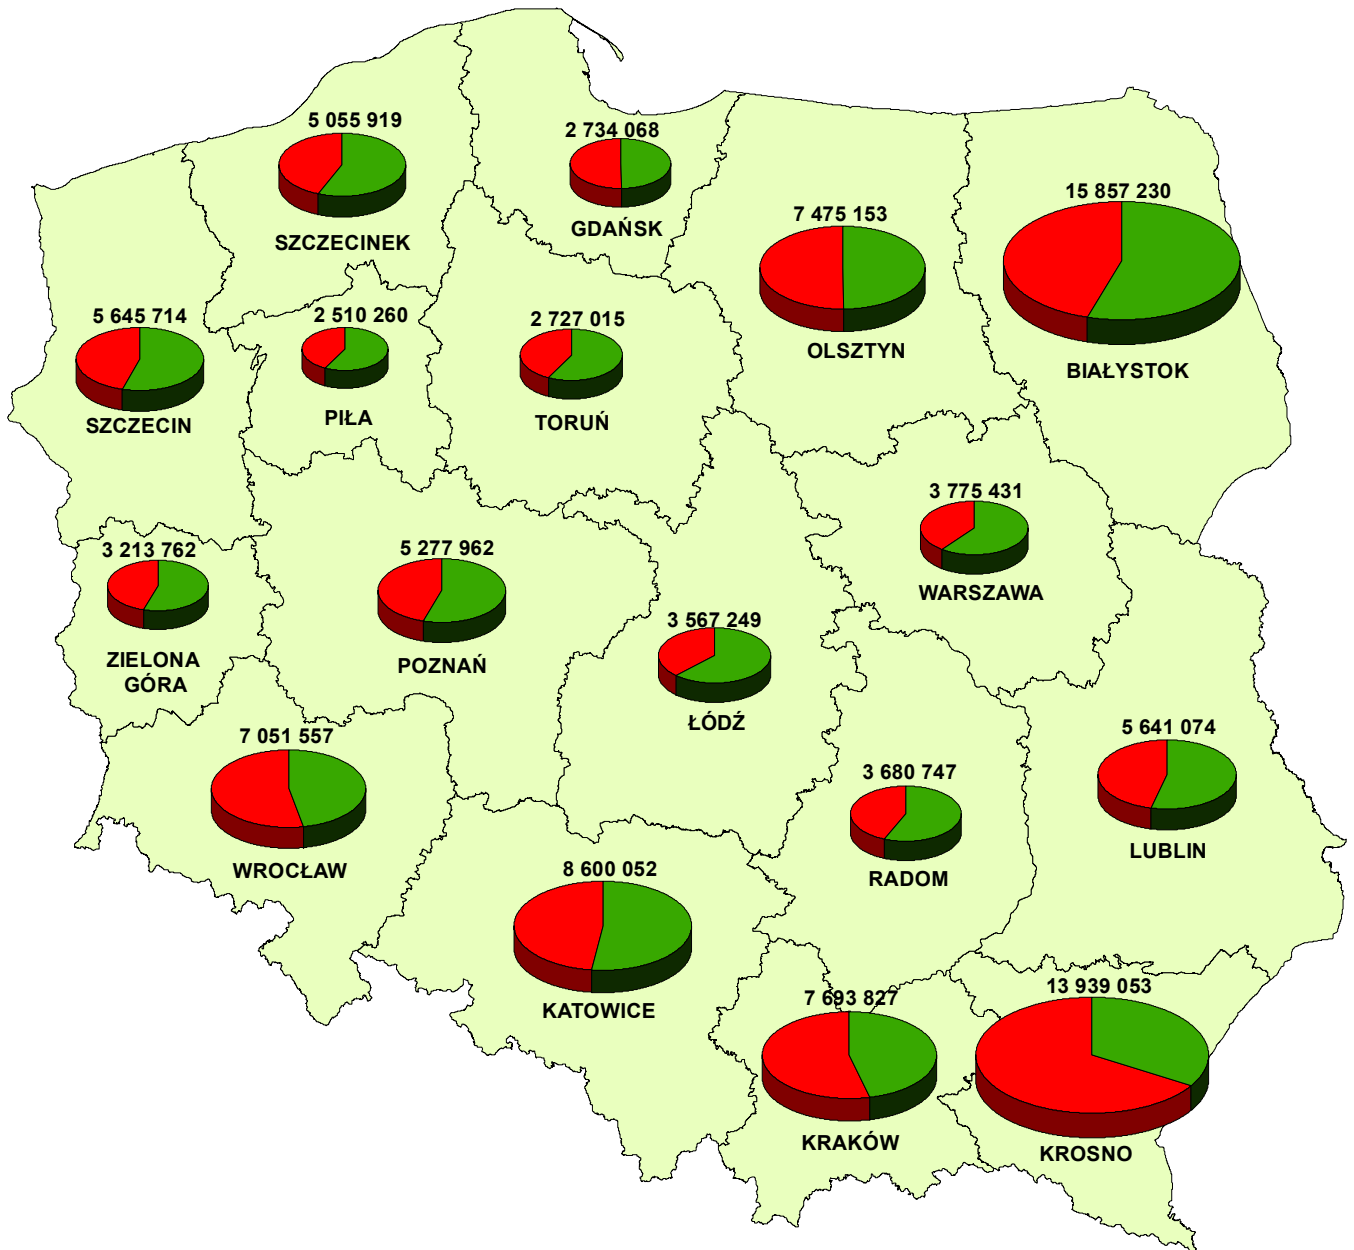 5 055 919
SZCZECINEK
2 734 068
GDAŃSK
7 475 153
OLSZTYN
15 857 230
BIAŁYSTOK
5 645 714
SZCZECIN
2 510 260
PIŁA
2 727 015
TORUŃ
3 775 431
WARSZAWA
3 213 762
ZIELONA
GÓRA
5 277 962
POZNAŃ
3 567 249
ŁÓDŹ
7 051 557
WROCŁAW
3 680 747
RADOM
5 641 074
LUBLIN
8 600 052
KATOWICE
7 693 827
KRAKÓW
13 939 053
KROSNO